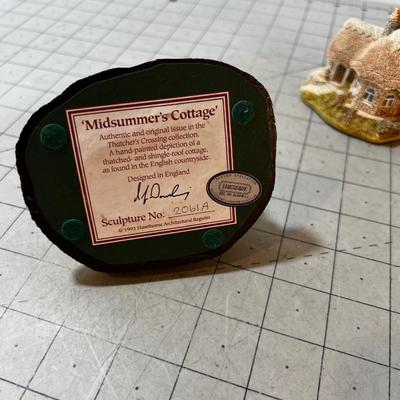 'Midsummer's Cottage'
Authentic and original issue in the
Thatcher's Crossing collection.
A hand-painted depiction of a
thatched- and shingle-roof cottage,
as found in the English countryside.
Designed in England
Sculpture No. 2061A
© 1993 Hawthorne Architectural Register
HAWTHORNE